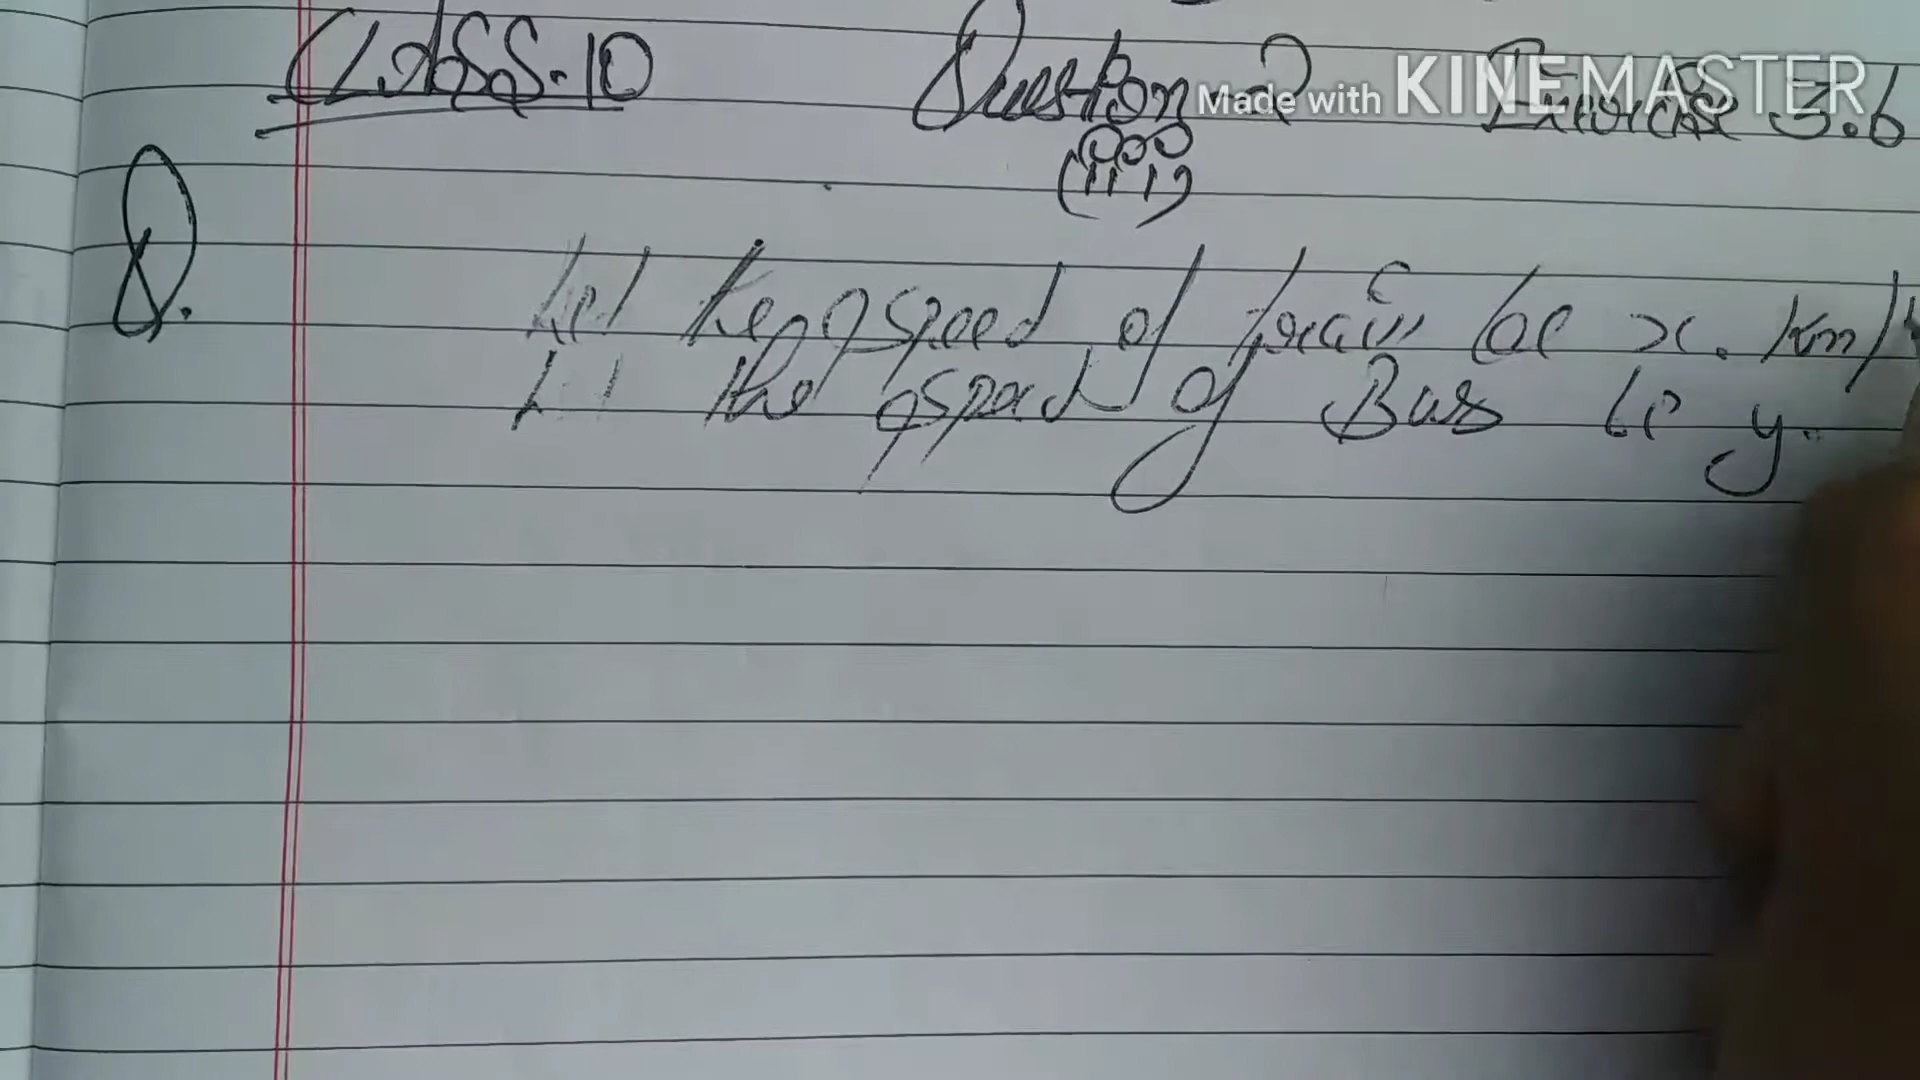 CLASS-10 Question 2 Exercise 3.6
Made with KINEMASTER
(iii)
Q.
Let the speed of train be x. km/
the speed of Bus be y.